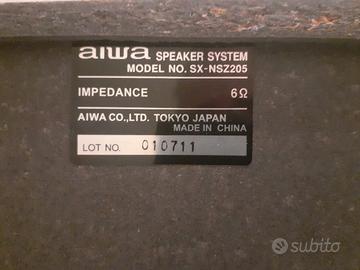 aiwa SPEAKER SYSTEM
MODEL NO. SX-NSZ205
IMPEDANCE 6Ω
AIWA CO.,LTD. TOKYO JAPAN
MADE IN CHINA
LOT NO. 010711
subito